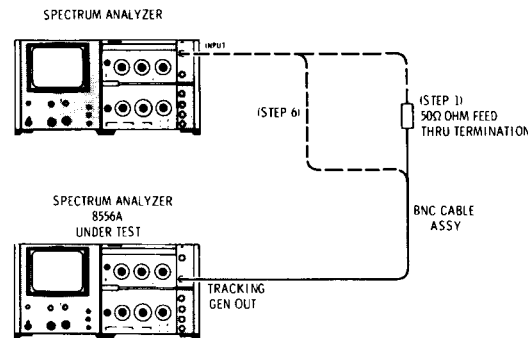 SPECTRUM ANALYZER
INPUT
(STEP 6)
(STEP 1)
50Ω OHM FEED
THRU TERMINATION
SPECTRUM ANALYZER
8556A
UNDER TEST
BNC CABLE
ASSY
TRACKING
GEN OUT